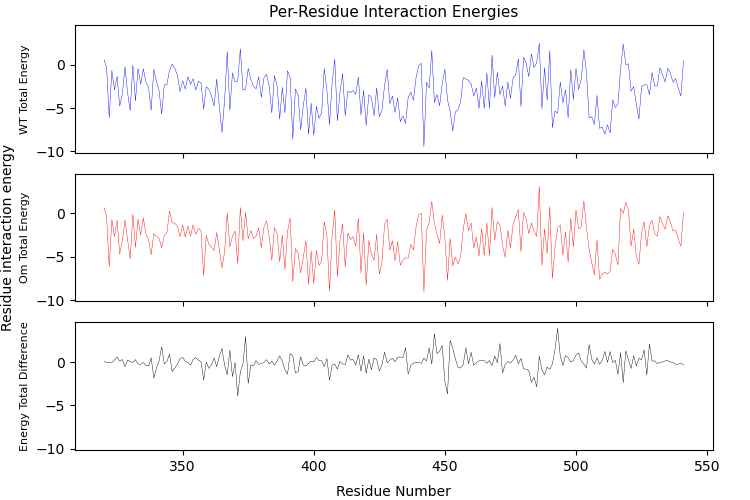 Per-Residue Interaction Energies
Residue interaction energy
WT Total Energy
0
−5
−10
Om Total Energy
0
−5
−10
Energy Total Difference
0
−5
−10
350 400 450 500 550
Residue Number